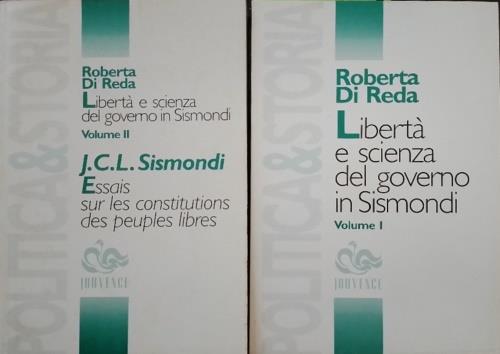 POLITICA&STORIA
Roberta
Di Reda
Libertà e scienza
del governo in Sismondi
Volume II
J.C.L. Sismondi
Essais
sur les constitutions
des peuples libres
JOUVENCE
POLITICA&STORIA
Roberta
Di Reda
Libertà
e scienza
del governo
in Sismondi
Volume I
JOUVENCE